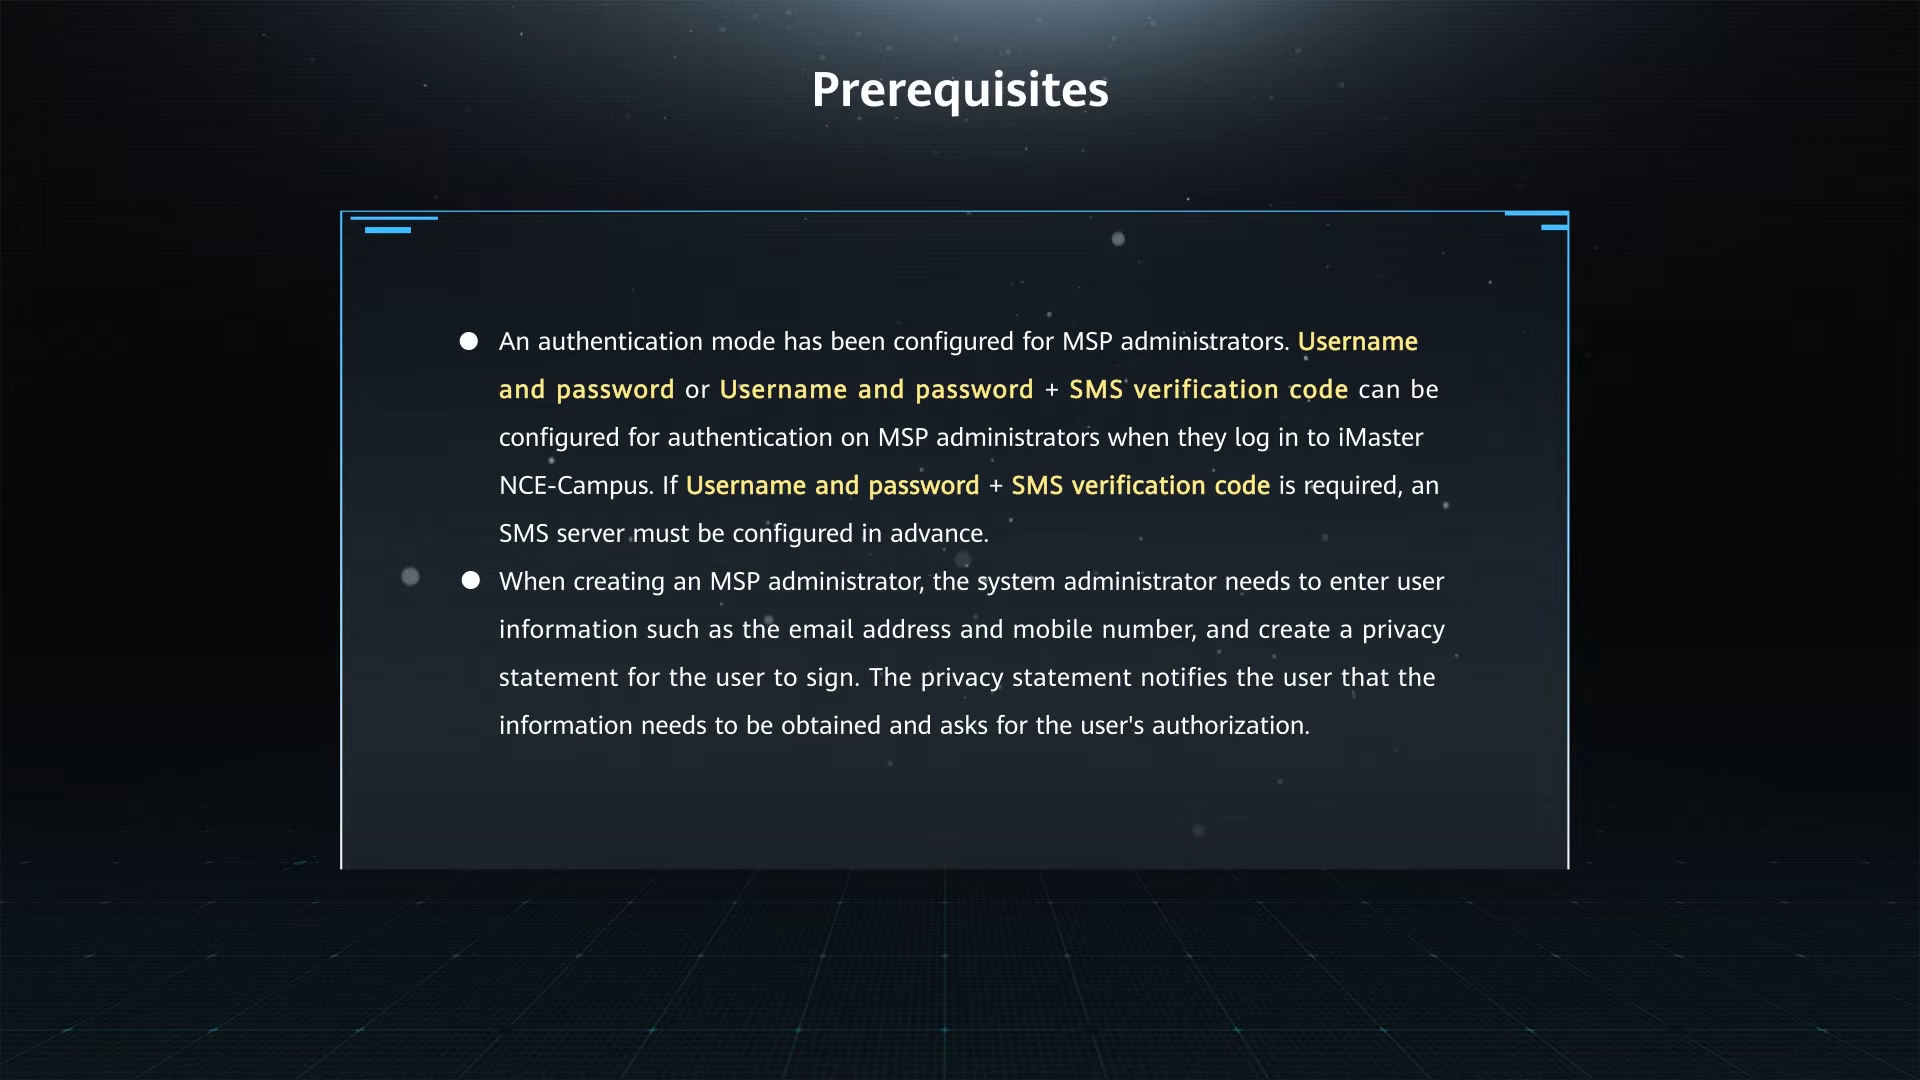 Prerequisites
● An authentication mode has been configured for MSP administrators. Username
and password or Username and password + SMS verification code can be
configured for authentication on MSP administrators when they log in to iMaster
NCE-Campus. If Username and password + SMS verification code is required, an
SMS server must be configured in advance.
● When creating an MSP administrator, the system administrator needs to enter user
information such as the email address and mobile number, and create a privacy
statement for the user to sign. The privacy statement notifies the user that the
information needs to be obtained and asks for the user's authorization.